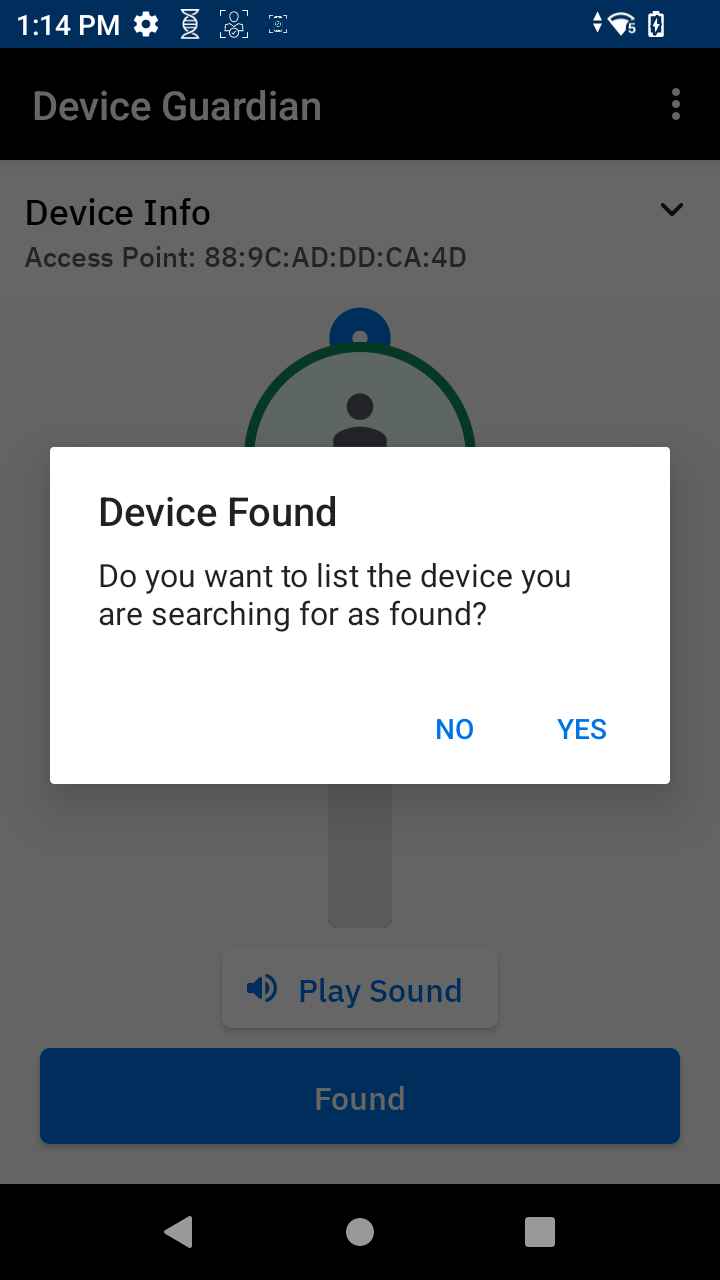 1:14 PM
5
Device Guardian
Device Info
Access Point: 88:9C:AD:DD:CA:4D
Device Found
Do you want to list the device you
are searching for as found?
NO
YES
Play Sound
Found